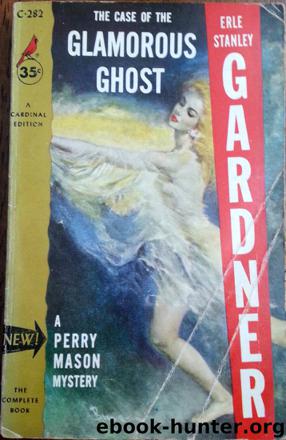 C-282
35¢
A
CARDINAL
EDITION
NEW!
THE
COMPLETE
BOOK
THE CASE OF THE
GLAMOROUS
GHOST
A
PERRY
MASON
MYSTERY
ERLE
STANLEY
GARDNER
ebook-hunter.org